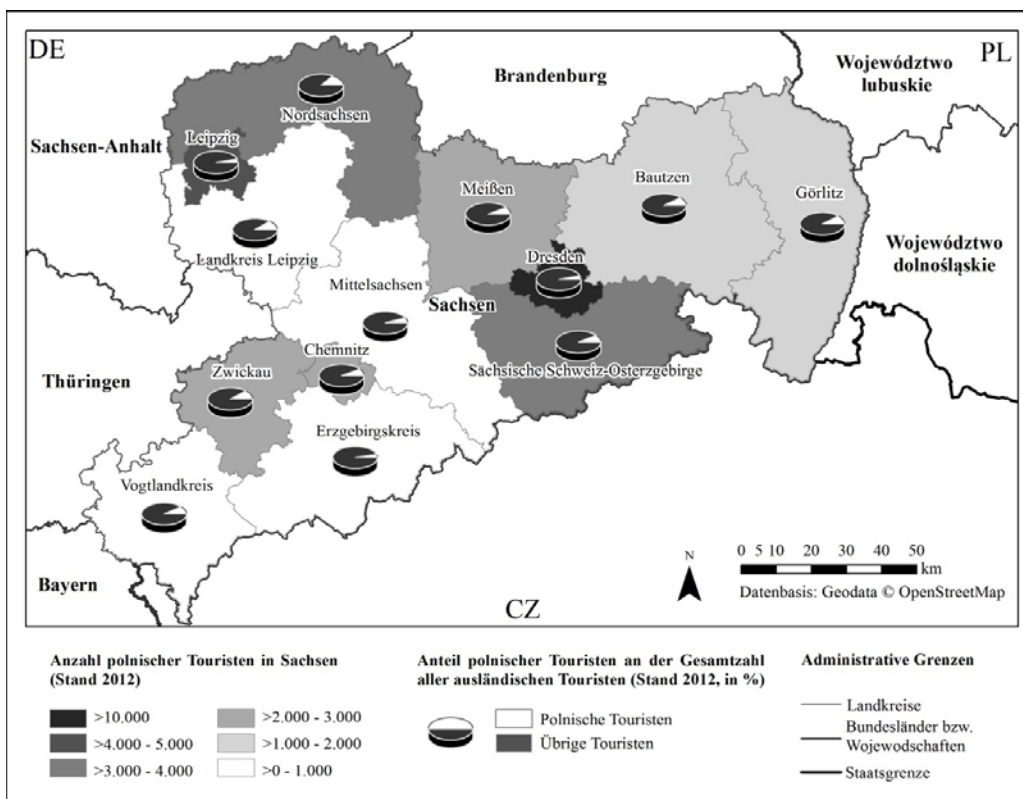 DE
PL
Brandenburg
Województwo
lubuskie
Nordsachsen
Sachsen-Anhalt
Leipzig
Meißen
Bautzen
Görlitz
Landkreis Leipzig
Dresden
Województwo
dolnośląskie
Mittelsachsen
Sachsen
Chemnitz
Zwickau
Sächsische Schweiz-Osterzgebirge
Thüringen
Erzgebirgskreis
Vogtlandkreis
Bayern
CZ
N
0 5 10 20 30 40 50
km
Datenbasis: Geodata © OpenStreetMap
Anzahl polnischer Touristen in Sachsen
(Stand 2012)
>10.000
>4.000 - 5.000
>3.000 - 4.000
>2.000 - 3.000
>1.000 - 2.000
>0 - 1.000
Anteil polnischer Touristen an der Gesamtzahl
aller ausländischen Touristen (Stand 2012, in %)
Polnische Touristen
Übrige Touristen
Administrative Grenzen
Landkreise
Bundesländer bzw.
Wojewodschaften
Staatsgrenze